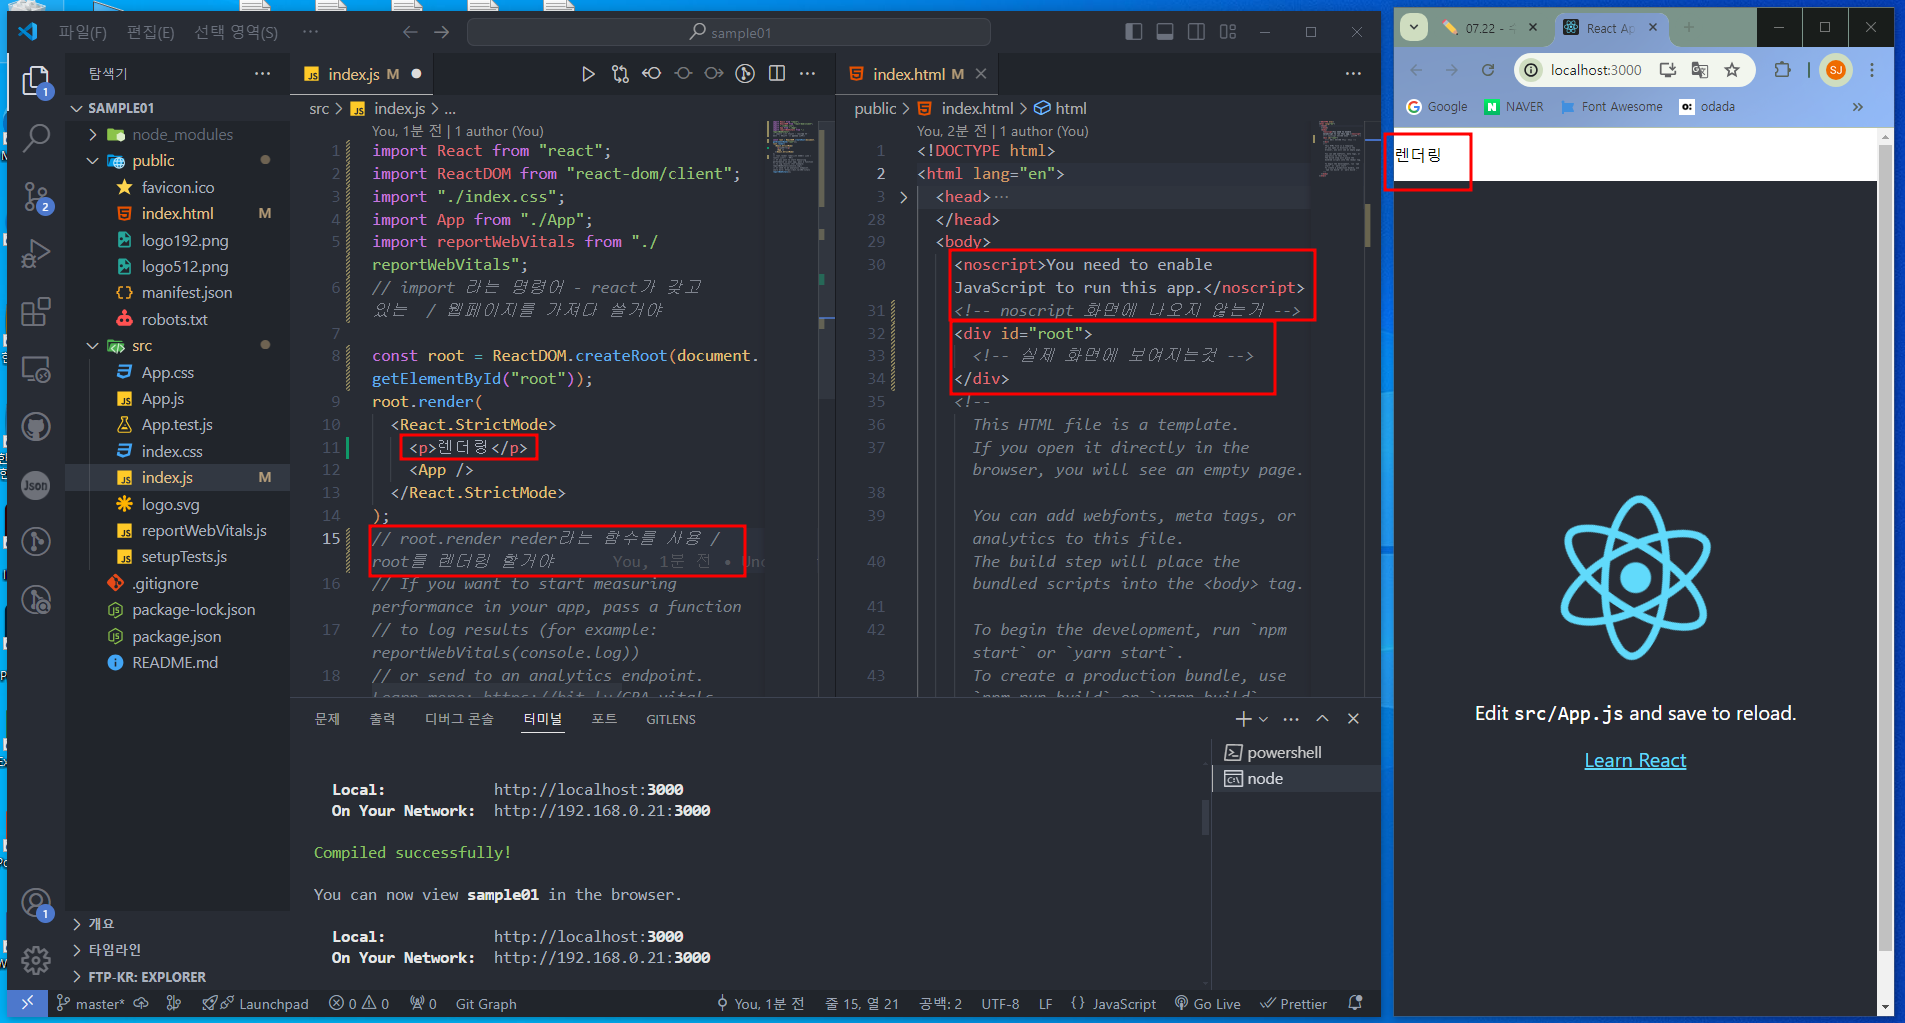 파일(F) 편집(E) 선택 영역(S) ··· sample01
탐색기
SAMPLE01
node_modules
public
favicon.ico
index.html M
logo192.png
logo512.png
manifest.json
robots.txt
src
App.css
App.js
App.test.js
index.css
index.js M
logo.svg
reportWebVitals.js
setupTests.js
.gitignore
package-lock.json
package.json
README.md
개요
타임라인
FTP-KR: EXPLORER
index.js M
src > index.js > ...
You, 1분 전 | 1 author (You)
1 import React from "react";
2 import ReactDOM from "react-dom/client";
3 import "./index.css";
4 import App from "./App";
5 import reportWebVitals from "./
reportWebVitals";
6 // import 라는 명령어 - react가 갖고
있는 / 웹페이지를 가져다 쓸거야
7
8 const root = ReactDOM.createRoot(document.
getElementById("root"));
9 root.render(
10 <React.StrictMode>
11 <p>렌더링</p>
12 <App />
13 </React.StrictMode>
14 );
15 // root.render reder라는 함수를 사용 /
root를 렌더링 할거야 You, 1분 전 • Unc
16 // If you want to start measuring
performance in your app, pass a function
17 // to log results (for example:
reportWebVitals(console.log))
18 // or send to an analytics endpoint.
Learn more: https://bit.ly/CRA-vitals
index.html M
public > index.html > html
You, 2분 전 | 1 author (You)
1 <!DOCTYPE html>
2 <html lang="en">
3 <head>···
28 </head>
29 <body>
30 <noscript>You need to enable
JavaScript to run this app.</noscript>
31 <!-- noscript 화면에 나오지 않는거 -->
32 <div id="root">
33 <!-- 실제 화면에 보여지는것 -->
34 </div>
35 <!--
36 This HTML file is a template.
37 If you open it directly in the
browser, you will see an empty page.
38
39 You can add webfonts, meta tags, or
analytics to this file.
40 The build step will place the
bundled scripts into the <body> tag.
41
42 To begin the development, run `npm
start` or `yarn start`.
43 To create a production bundle, use
`npm run build` or `yarn build`
문제 출력 디버그 콘솔 터미널 포트 GITLENS
Local: http://localhost:3000
On Your Network: http://192.168.0.21:3000
Compiled successfully!
You can now view sample01 in the browser.
Local: http://localhost:3000
On Your Network: http://192.168.0.21:3000
powershell
node
1
2
1
Json
master* Launchpad 0 0 0 Git Graph You, 1분 전 줄 15, 열 21 공백: 2 UTF-8 LF {} JavaScript Go Live Prettier
07.22 - React Ap
localhost:3000 SJ
Google NAVER Font Awesome odada
렌더링
Edit src/App.js and save to reload.
Learn React